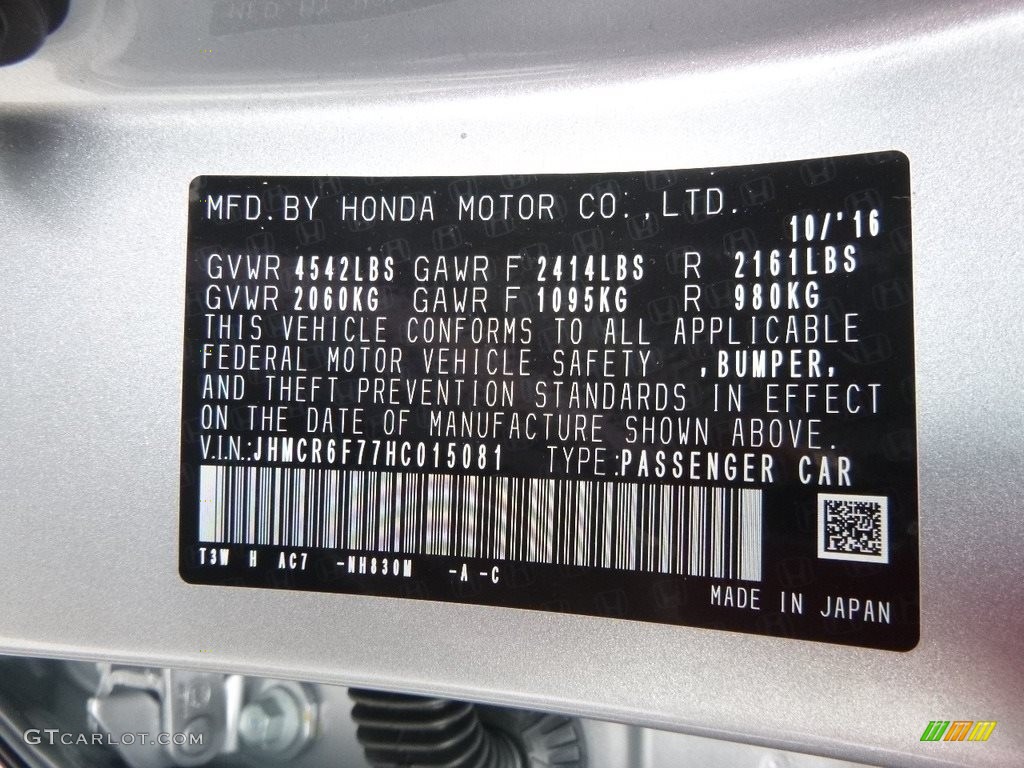 MFD. BY HONDA MOTOR CO., LTD.
10/'16
GVWR 4542LBS GAWR F 2414LBS R 2161LBS
GVWR 2060KG GAWR F 1095KG R 980KG
THIS VEHICLE CONFORMS TO ALL APPLICABLE
FEDERAL MOTOR VEHICLE SAFETY ,BUMPER,
AND THEFT PREVENTION STANDARDS IN EFFECT
ON THE DATE OF MANUFACTURE SHOWN ABOVE.
V.I.N.:JHMCR6F77HC015081 TYPE:PASSENGER CAR
T3W H AC7 -NH830M -A -C
MADE IN JAPAN
GTCARLOT.COM